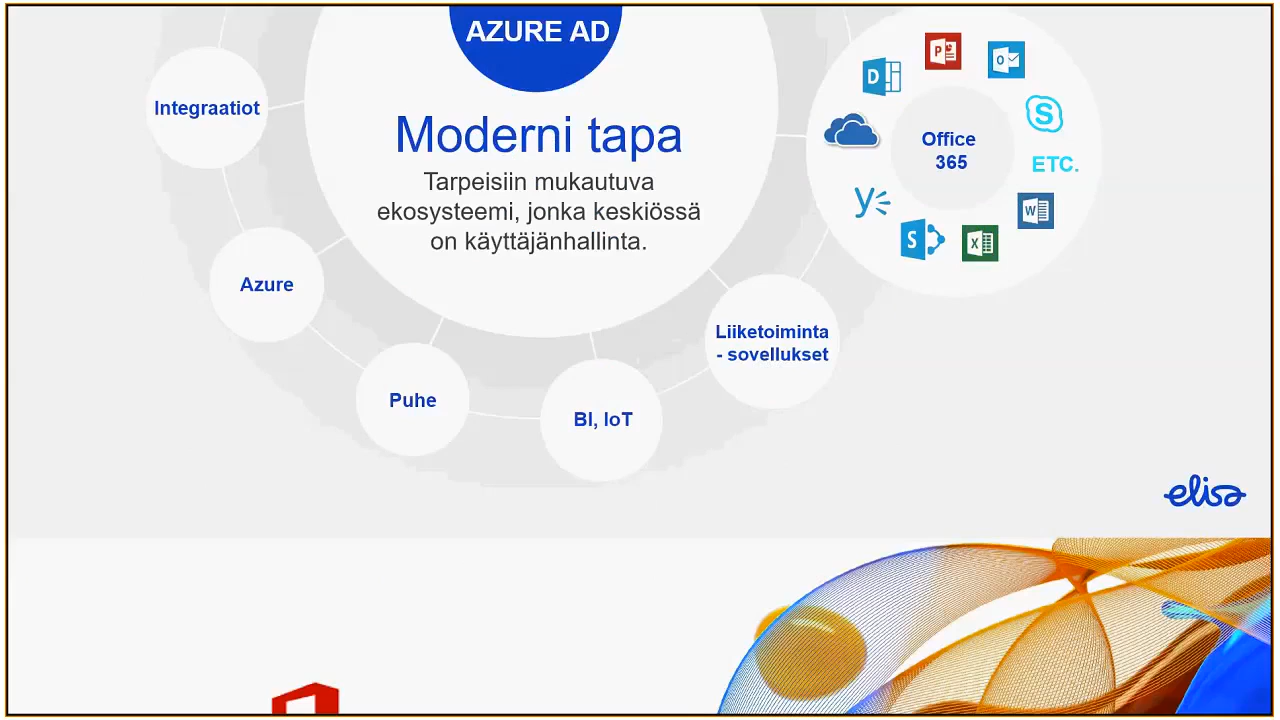 AZURE AD
Integraatiot
Moderni tapa
Tarpeisiin mukautuva
ekosysteemi, jonka keskiössä
on käyttäjänhallinta.
Office
365
ETC.
Azure
Liiketoiminta
- sovellukset
Puhe
BI, IoT
D
P
O
S
W
X
S
y
elisa